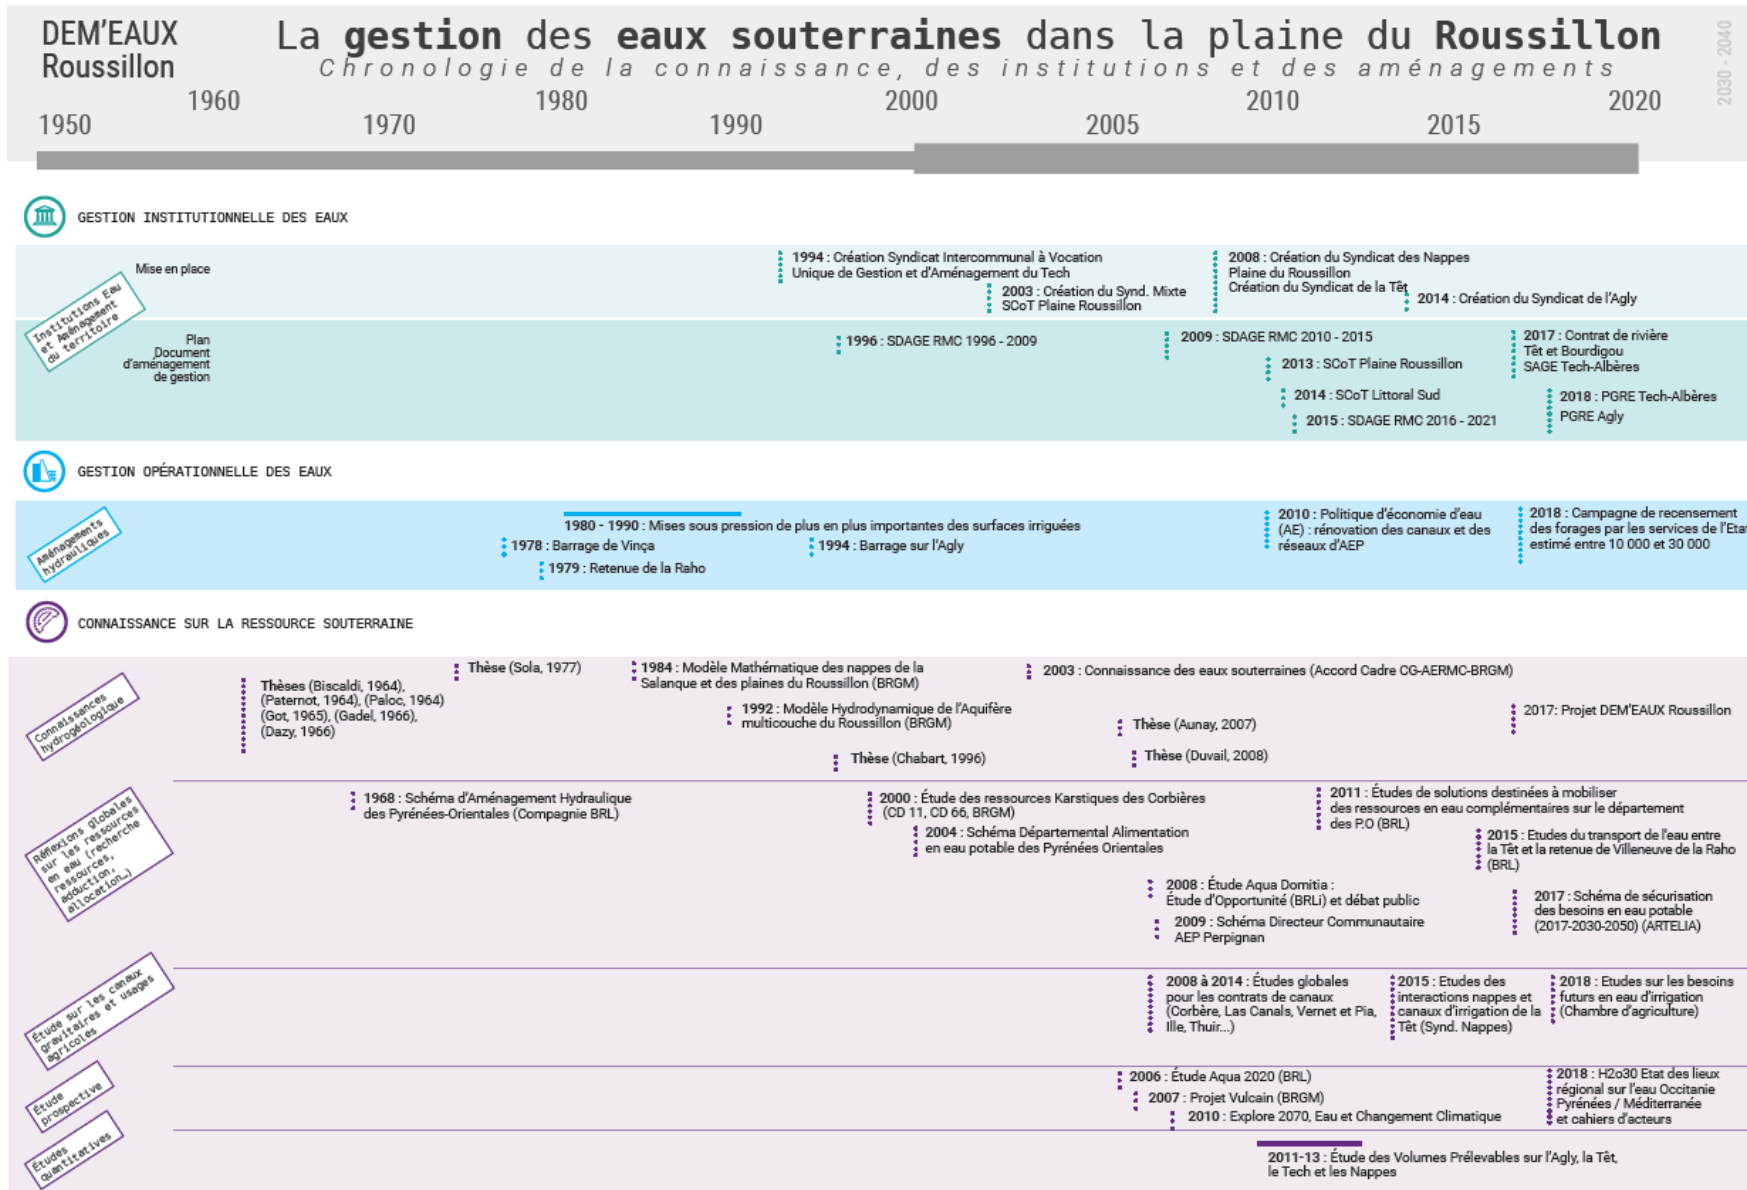 DEM'EAUX
Roussillon
La gestion des eaux souterraines dans la plaine du Roussillon
Chronologie de la connaissance, des institutions et des aménagements
2030 - 2040
1960
1980
2000
2010
2020
1950
1970
1990
2005
2015
GESTION INSTITUTIONNELLE DES EAUX
Institutions Eau
et Aménagement
du territoire
Mise en place
1994 : Création Syndicat Intercommunal à Vocation
Unique de Gestion et d'Aménagement du Tech
2003 : Création du Synd. Mixte
SCoT Plaine Roussillon
2008 : Création du Syndicat des Nappes
Plaine du Roussillon
Création du Syndicat de la Têt
2014 : Création du Syndicat de l'Agly
Plan
Document
d'aménagement
de gestion
1996 : SDAGE RMC 1996 - 2009
2009 : SDAGE RMC 2010 - 2015
2013 : SCoT Plaine Roussillon
2014 : SCoT Littoral Sud
2015 : SDAGE RMC 2016 - 2021
2017 : Contrat de rivière
Têt et Bourdigou
SAGE Tech-Albères
2018 : PGRE Tech-Albères
PGRE Agly
GESTION OPÉRATIONNELLE DES EAUX
Aménagements
hydrauliques
1980 - 1990 : Mises sous pression de plus en plus importantes des surfaces irriguées
1978 : Barrage de Vinça
1994 : Barrage sur l'Agly
1979 : Retenue de la Raho
2010 : Politique d'économie d'eau
(AE) : rénovation des canaux et des
réseaux d'AEP
2018 : Campagne de recensement
des forages par les services de l'Etat
estimé entre 10 000 et 30 000
CONNAISSANCE SUR LA RESSOURCE SOUTERRAINE
Connaissances
hydrogéologique
Thèses (Biscaldi, 1964),
(Paternot, 1964), (Paloc, 1964)
(Got, 1965), (Gadel, 1966),
(Dazy, 1966)
Thèse (Sola, 1977)
1984 : Modèle Mathématique des nappes de la
Salanque et des plaines du Roussillon (BRGM)
1992 : Modèle Hydrodynamique de l'Aquifère
multicouche du Roussillon (BRGM)
Thèse (Chabart, 1996)
2003 : Connaissance des eaux souterraines (Accord Cadre CG-AERMC-BRGM)
Thèse (Aunay, 2007)
Thèse (Duvail, 2008)
2017: Projet DEM'EAUX Roussillon
Réflexions globales
sur les ressources
en eau (recherche
ressources,
adduction,
allocation…)
1968 : Schéma d'Aménagement Hydraulique
des Pyrénées-Orientales (Compagnie BRL)
2000 : Étude des ressources Karstiques des Corbières
(CD 11, CD 66, BRGM)
2004 : Schéma Départemental Alimentation
en eau potable des Pyrénées Orientales
2008 : Étude Aqua Domitia :
Étude d'Opportunité (BRLi) et débat public
2009 : Schéma Directeur Communautaire
AEP Perpignan
2011 : Études de solutions destinées à mobiliser
des ressources en eau complémentaires sur le département
des P.O (BRL)
2015 : Etudes du transport de l'eau entre
la Têt et la retenue de Villeneuve de la Raho
(BRL)
2017 : Schéma de sécurisation
des besoins en eau potable
(2017-2030-2050) (ARTELIA)
Étude sur les canaux
gravitaires et usages
agricoles
2008 à 2014 : Études globales
pour les contrats de canaux
(Corbère, Las Canals, Vernet et Pia,
Ille, Thuir...)
2015 : Etudes des
interactions nappes et
canaux d'irrigation de la
Têt (Synd. Nappes)
2018 : Etudes sur les besoins
futurs en eau d'irrigation
(Chambre d'agriculture)
Étude
prospective
2006 : Étude Aqua 2020 (BRL)
2007 : Projet Vulcain (BRGM)
2010 : Explore 2070, Eau et Changement Climatique
2018 : H2o30 Etat des lieux
régional sur l'eau Occitanie
Pyrénées / Méditerranée
et cahiers d'acteurs
Études
quantitatives
2011-13 : Étude des Volumes Prélevables sur l'Agly, la Têt,
le Tech et les Nappes